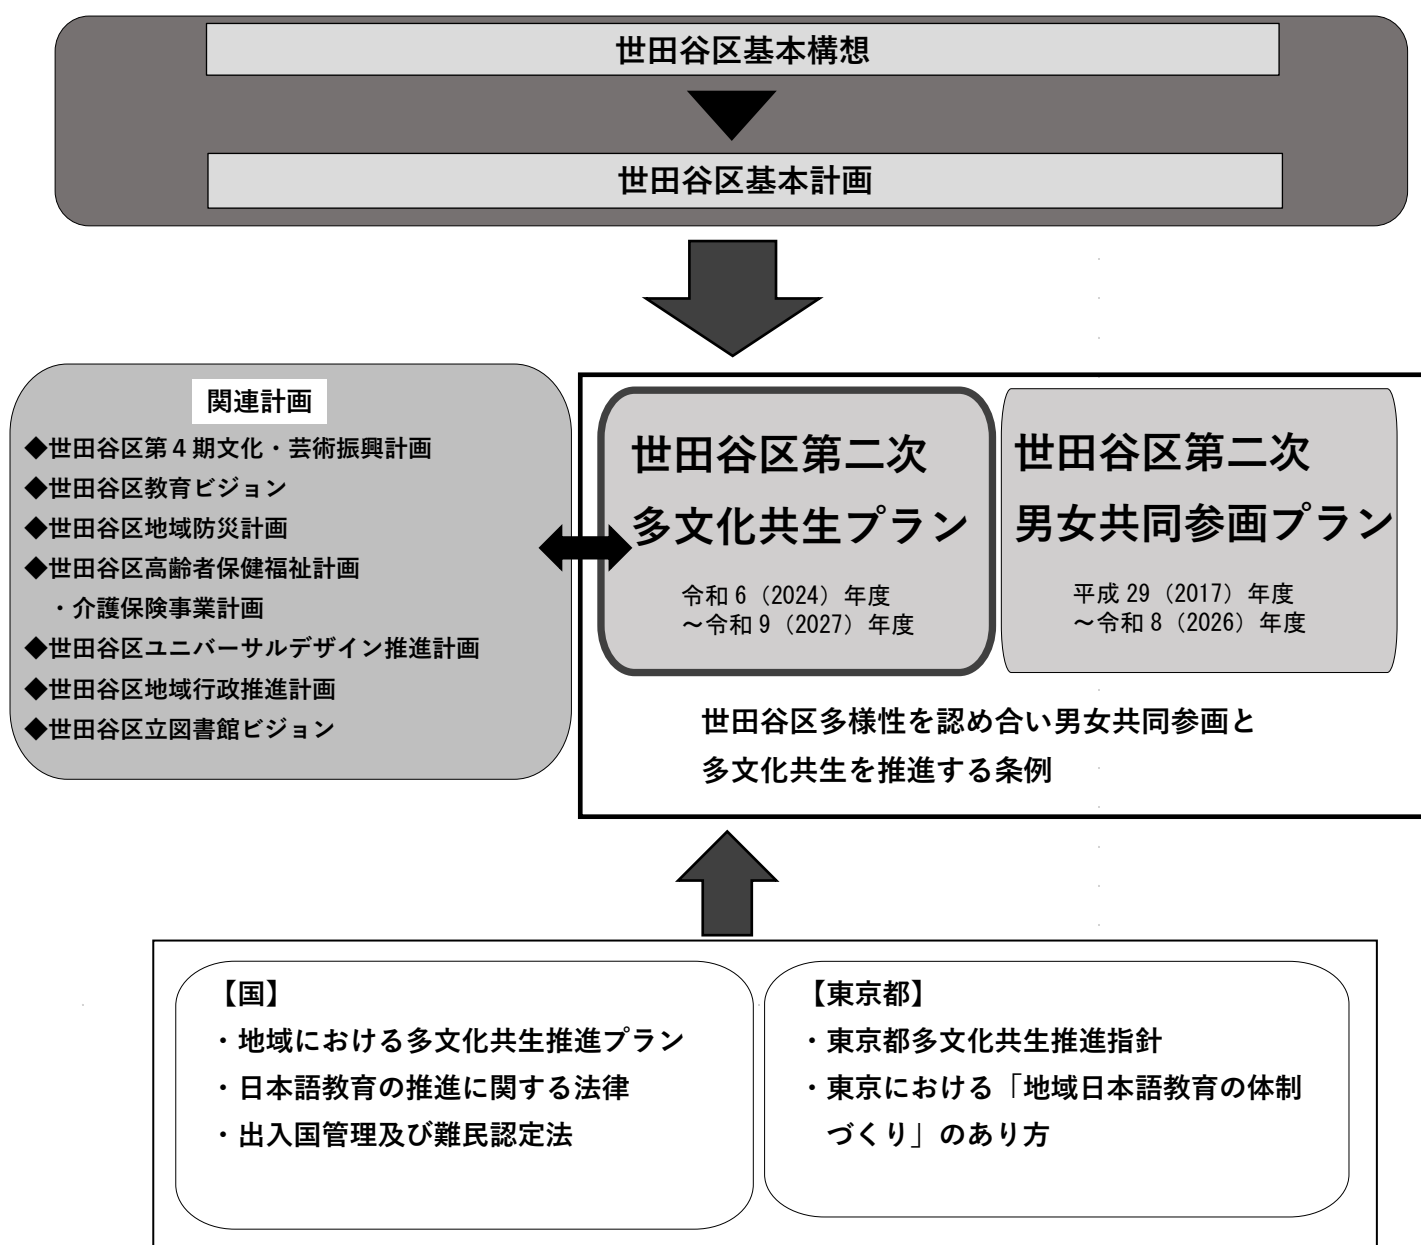 世田谷区基本構想
世田谷区基本計画
関連計画
◆世田谷区第4期文化・芸術振興計画
◆世田谷区教育ビジョン
◆世田谷区地域防災計画
◆世田谷区高齢者保健福祉計画
・介護保険事業計画
◆世田谷区ユニバーサルデザイン推進計画
◆世田谷区地域行政推進計画
◆世田谷区立図書館ビジョン
世田谷区第二次
多文化共生プラン
令和6（2024）年度
～令和9（2027）年度
世田谷区第二次
男女共同参画プラン
平成29（2017）年度
～令和8（2026）年度
世田谷区多様性を認め合い男女共同参画と
多文化共生を推進する条例
【国】
・地域における多文化共生推進プラン
・日本語教育の推進に関する法律
・出入国管理及び難民認定法
【東京都】
・東京都多文化共生推進指針
・東京における「地域日本語教育の体制
づくり」のあり方